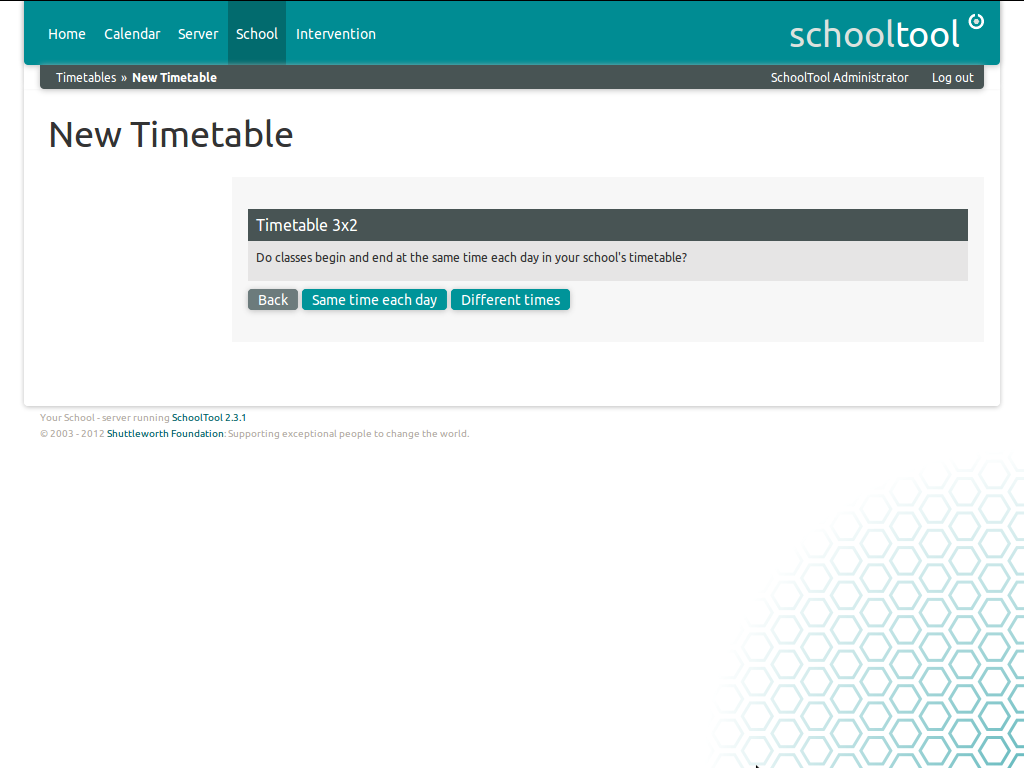 Home Calendar Server School Intervention
schooltool
Timetables » New Timetable SchoolTool Administrator Log out
New Timetable
Timetable 3x2
Do classes begin and end at the same time each day in your school's timetable?
Back Same time each day Different times
Your School - server running SchoolTool 2.3.1
© 2003 - 2012 Shuttleworth Foundation: Supporting exceptional people to change the world.